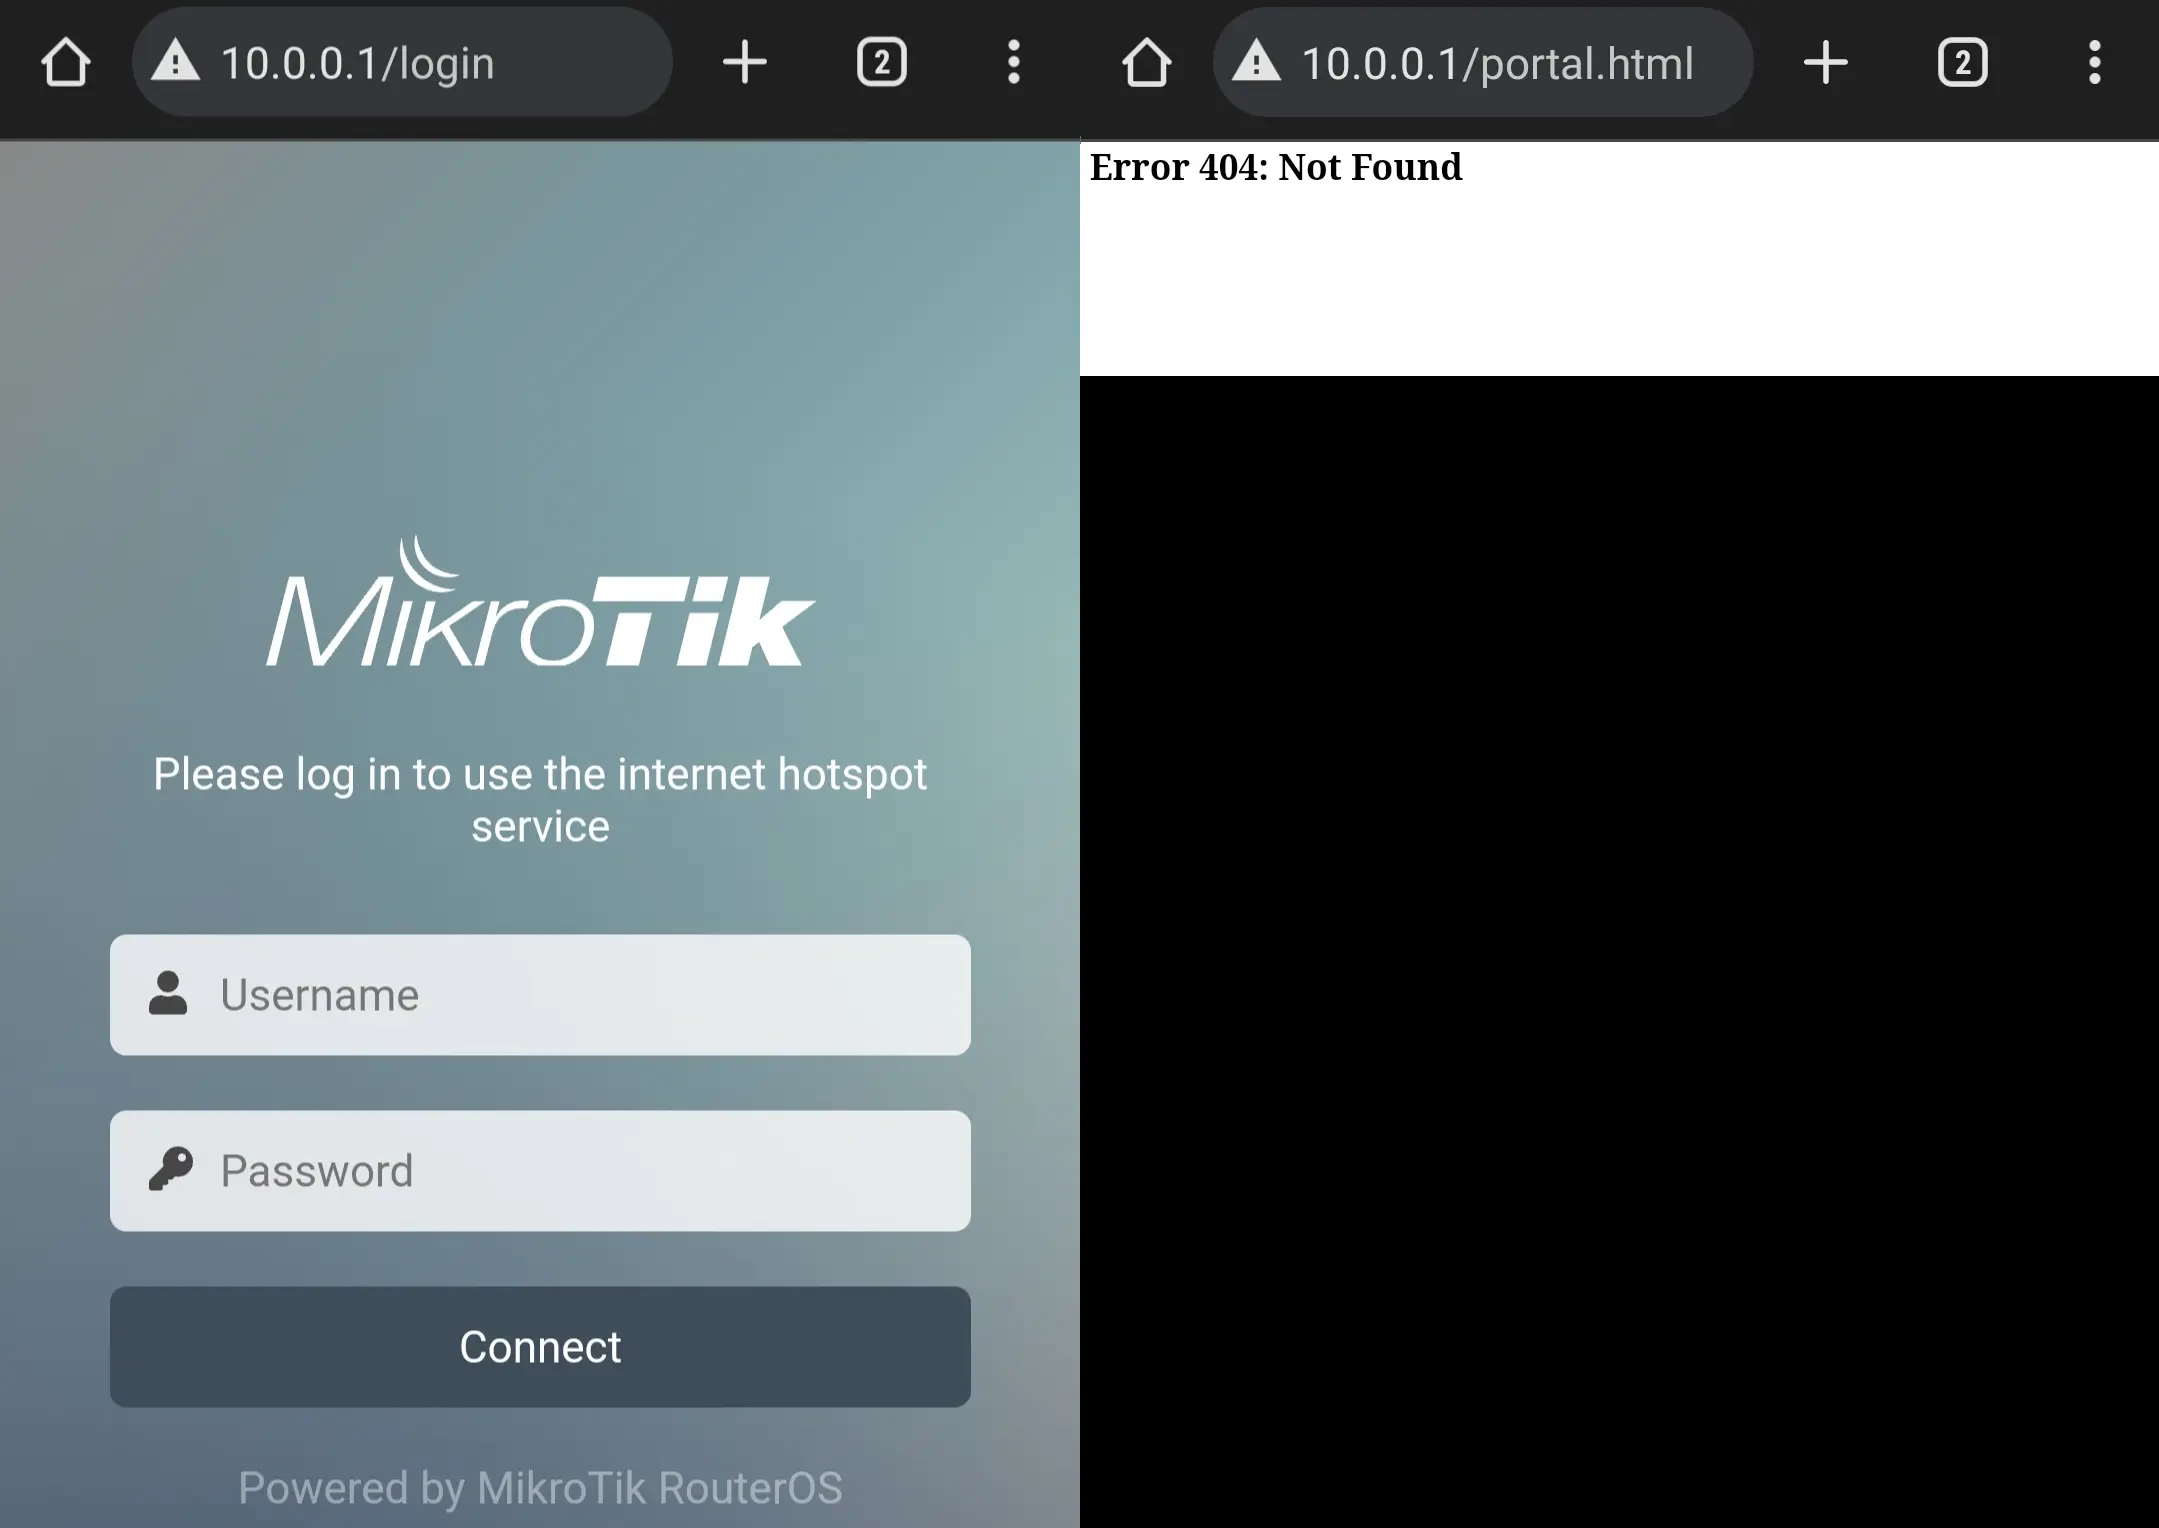 10.0.0.1/login
2
MikroTik
Please log in to use the internet hotspot
service
Username
Password
Connect
Powered by MikroTik RouterOS
10.0.0.1/portal.html
2
Error 404: Not Found